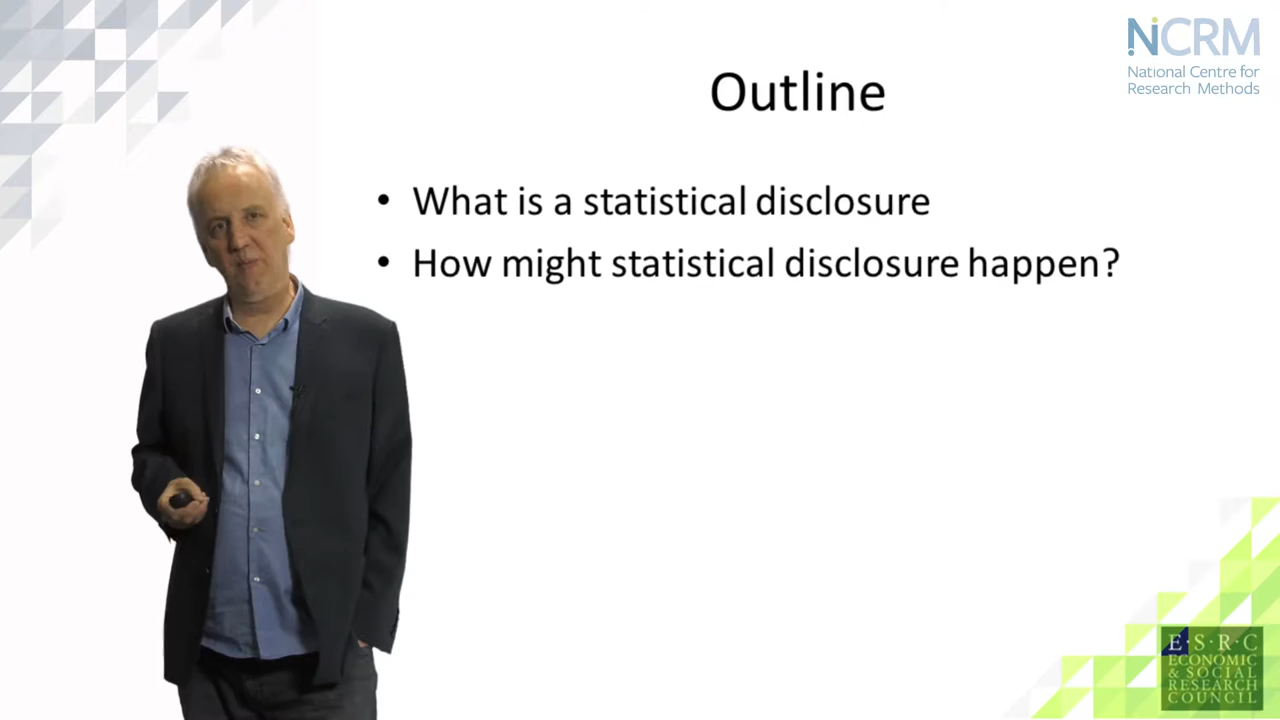 NCRM
National Centre for
Research Methods
Outline
• What is a statistical disclosure
• How might statistical disclosure happen?
E·S·R·C
ECONOMIC
& SOCIAL
RESEARCH
COUNCIL